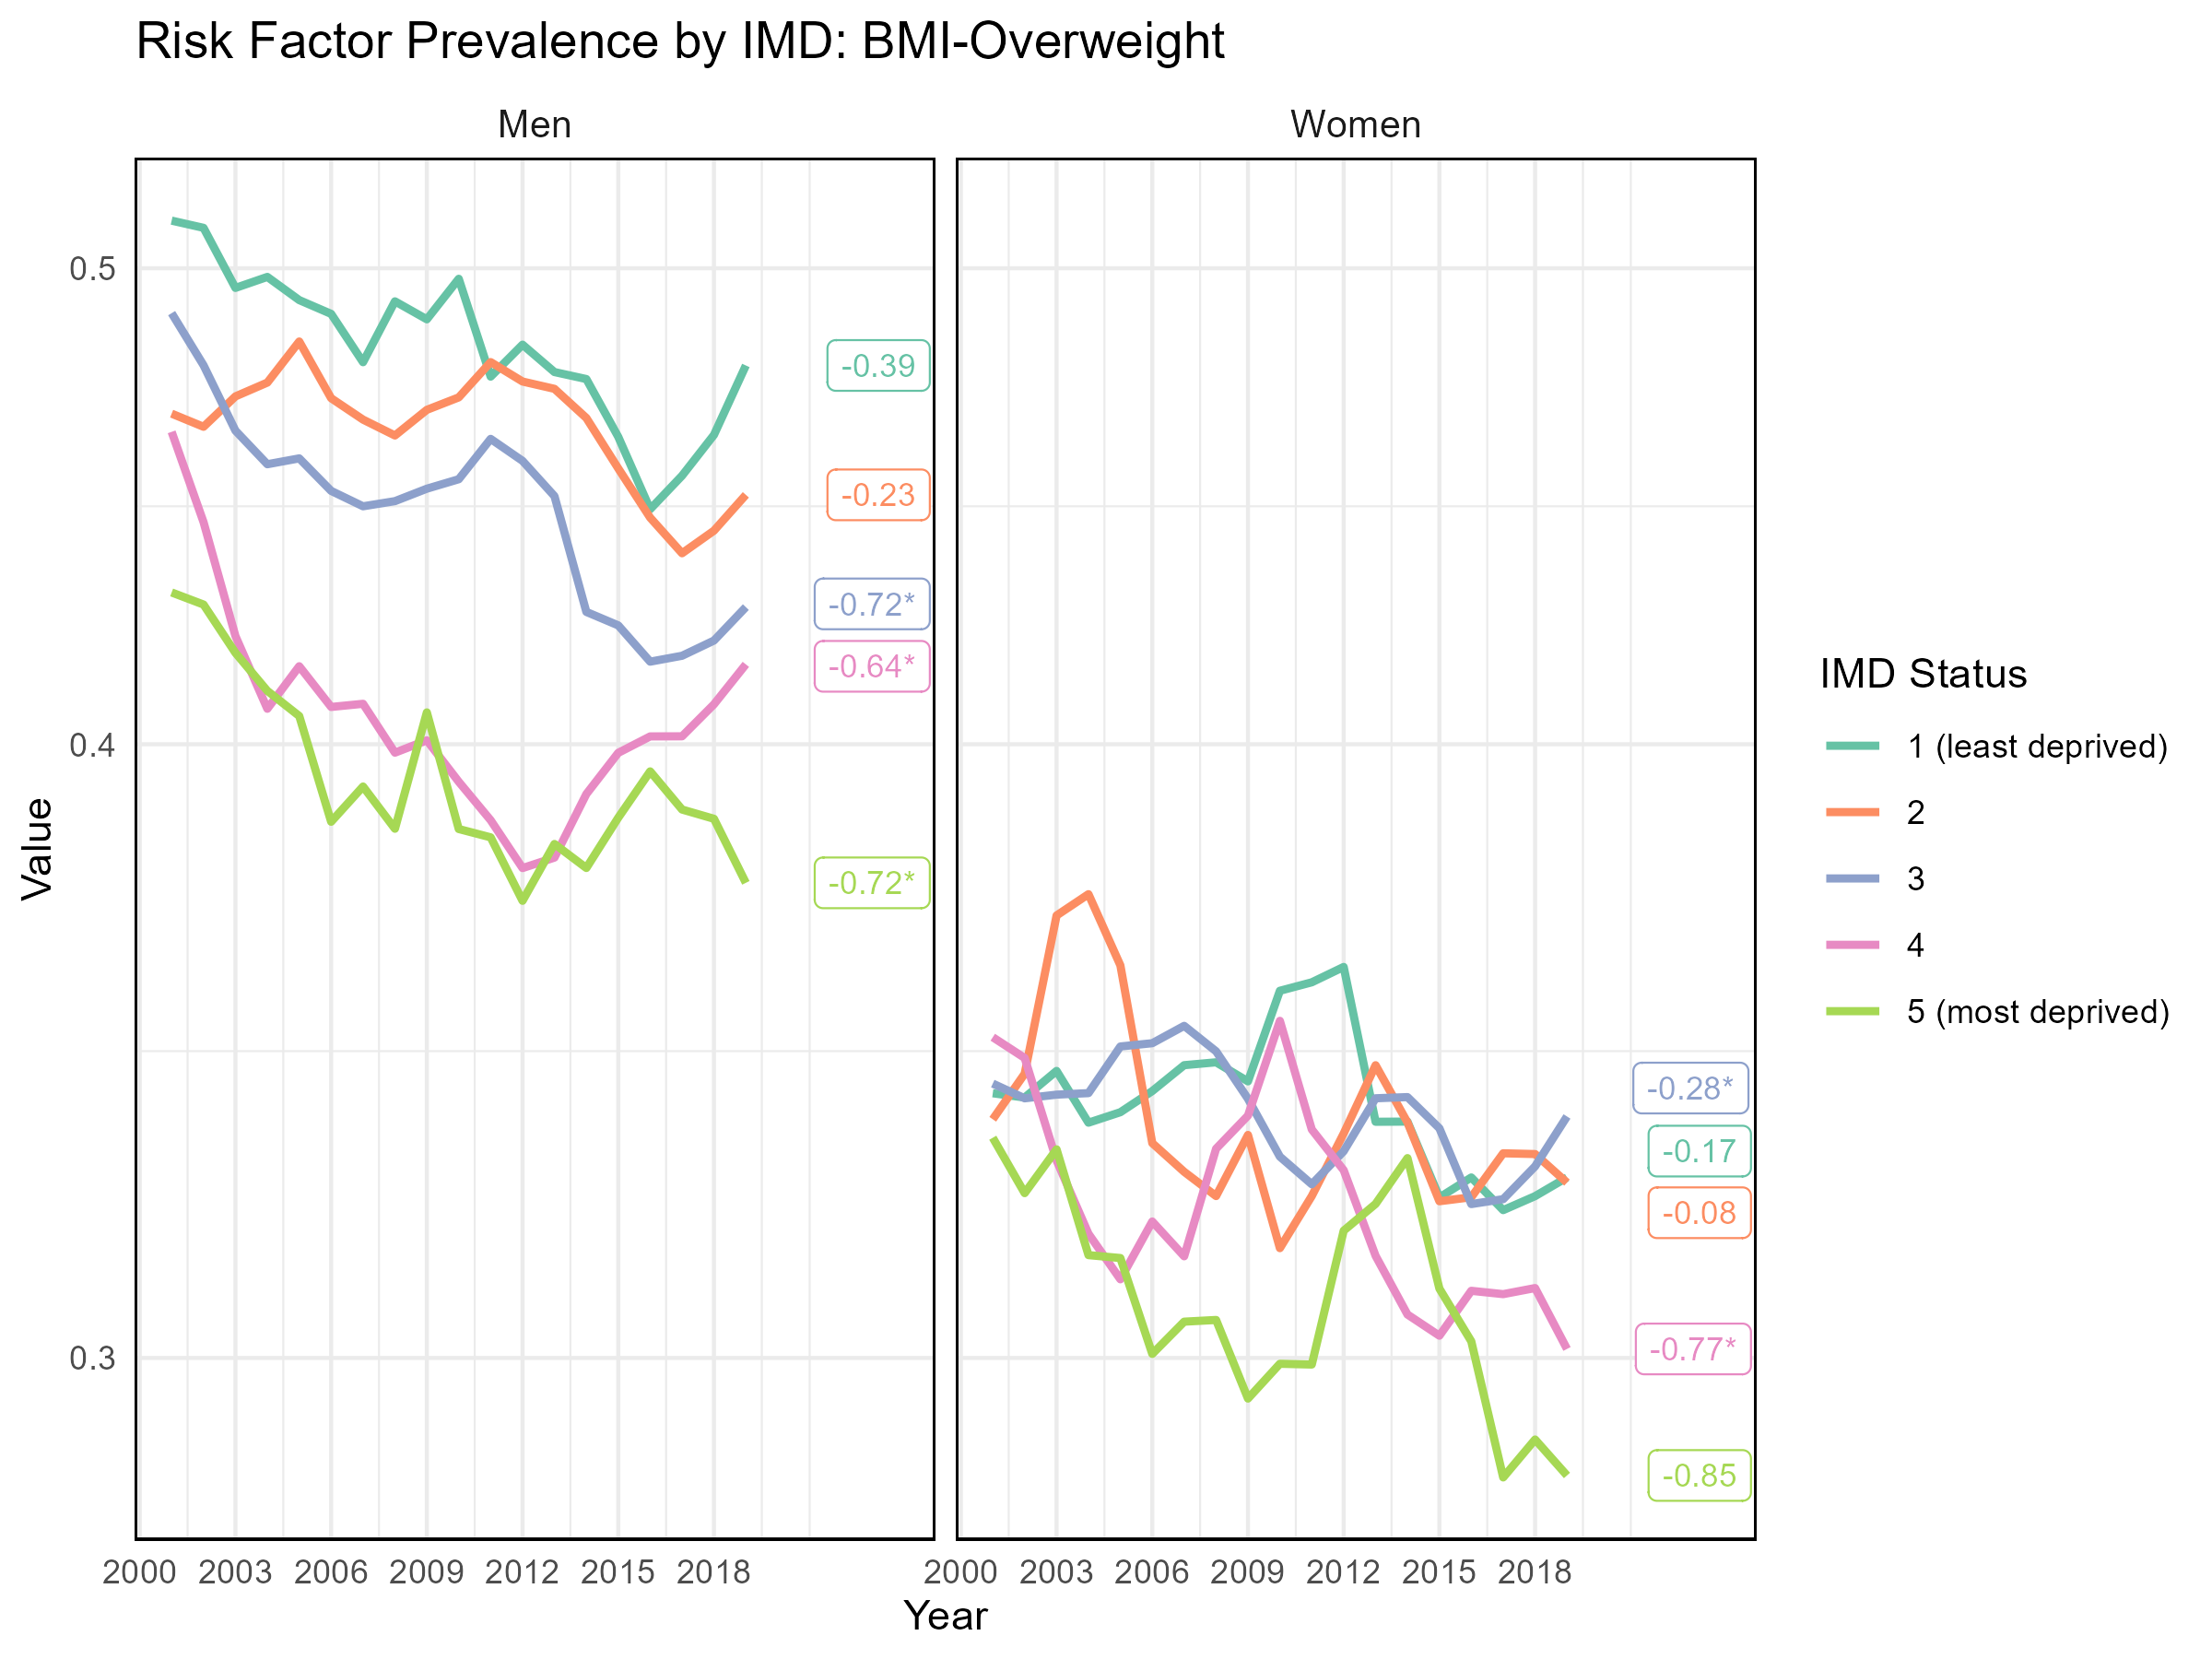 Risk Factor Prevalence by IMD: BMI-Overweight
Men
Women
0.5
0.4
0.3
Value
-0.39
-0.23
-0.72*
-0.64*
-0.72*
-0.28*
-0.17
-0.08
-0.77*
-0.85
2000 2003 2006 2009 2012 2015 2018
2000 2003 2006 2009 2012 2015 2018
Year
IMD Status
1 (least deprived)
2
3
4
5 (most deprived)